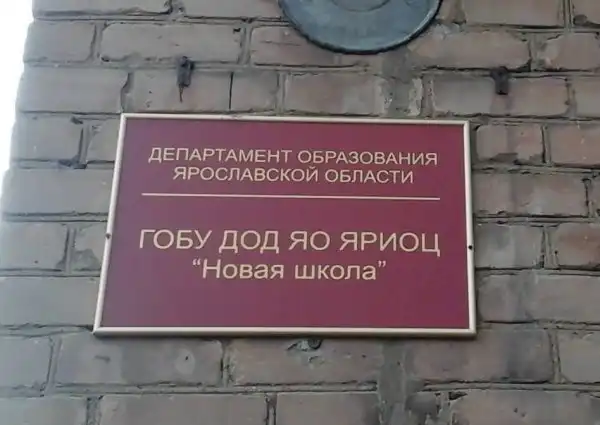 ДЕПАРТАМЕНТ ОБРАЗОВАНИЯ
ЯРОСЛАВСКОЙ ОБЛАСТИ
ГОБУ ДОД ЯО ЯРИОЦ
“Новая школа”